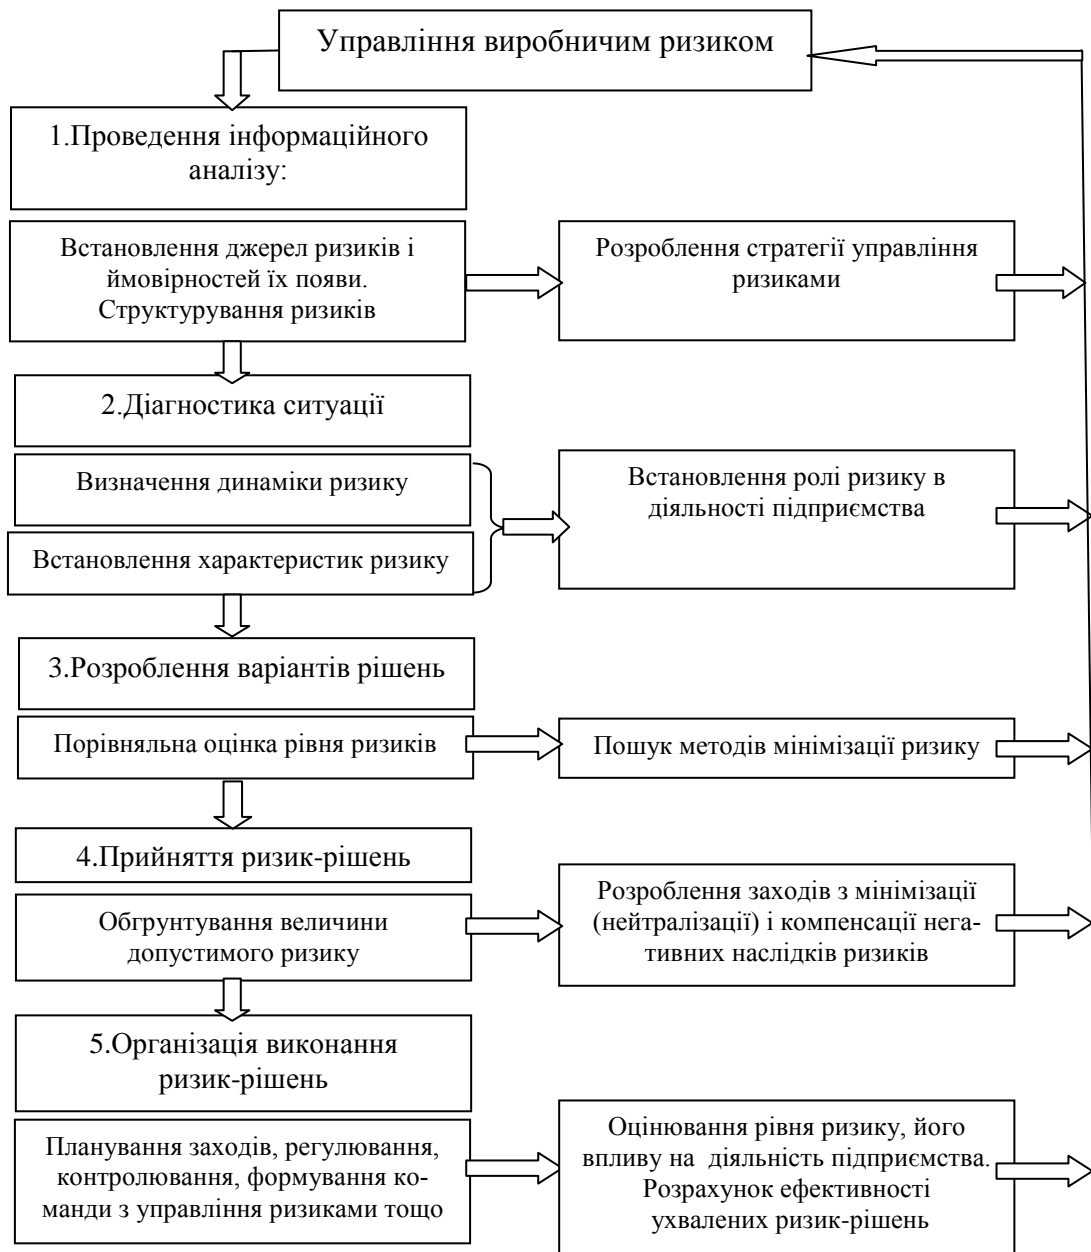 Управління виробничим ризиком
1.Проведення інформаційного
аналізу:
Встановлення джерел ризиків і
ймовірностей їх появи.
Структурування ризиків
Розроблення стратегії управління
ризиками
2.Діагностика ситуації
Визначення динаміки ризику
Встановлення характеристик ризику
Встановлення ролі ризику в
діяльності підприємства
3.Розроблення варіантів рішень
Порівняльна оцінка рівня ризиків
Пошук методів мінімізації ризику
4.Прийняття ризик-рішень
Обгрунтування величини
допустимого ризику
Розроблення заходів з мінімізації
(нейтралізації) і компенсації нега-
тивних наслідків ризиків
5.Організація виконання
ризик-рішень
Планування заходів, регулювання,
контролювання, формування ко-
манди з управління ризиками тощо
Оцінювання рівня ризику, його
впливу на діяльність підприємства.
Розрахунок ефективності
ухвалених ризик-рішень